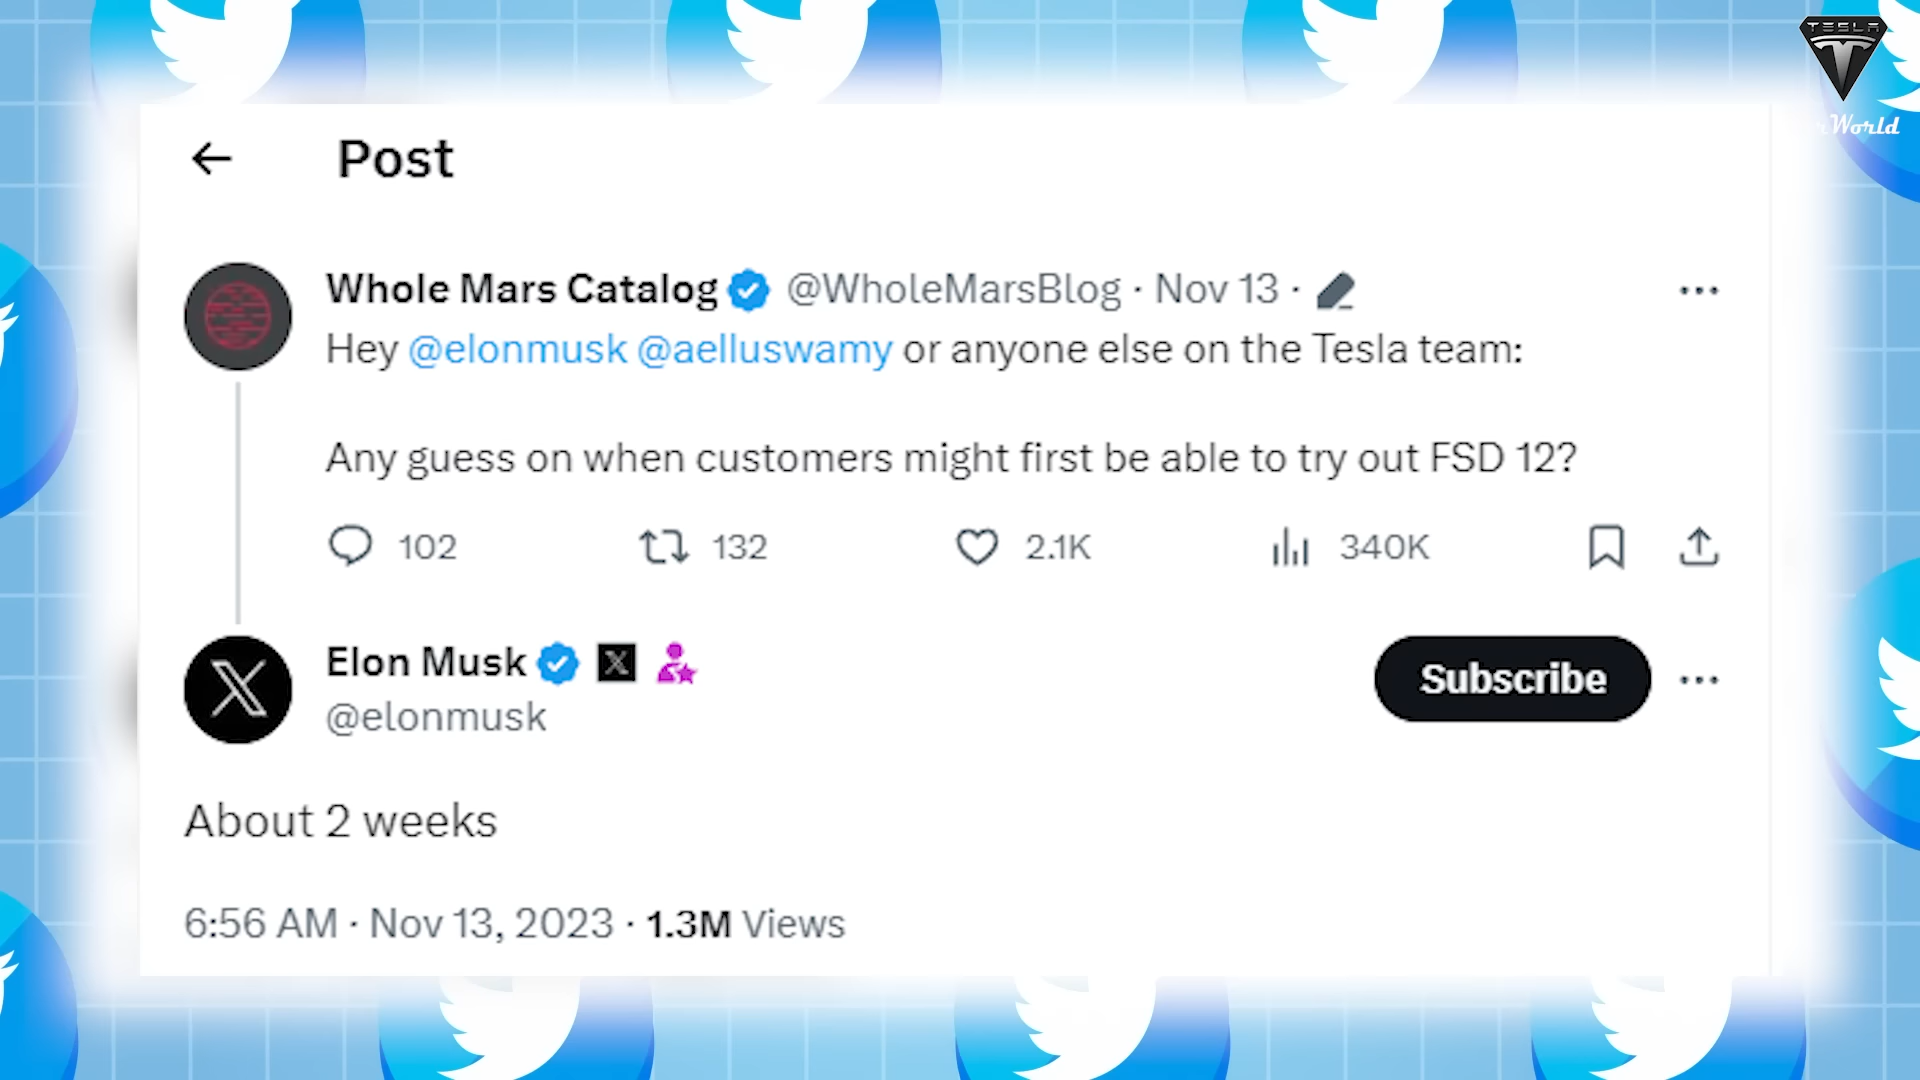 TESLA
World
Post
Whole Mars Catalog @WholeMarsBlog · Nov 13 ·
Hey @elonmusk @aelluswamy or anyone else on the Tesla team:
Any guess on when customers might first be able to try out FSD 12?
102 132 2.1K 340K
Elon Musk
@elonmusk
Subscribe
About 2 weeks
6:56 AM · Nov 13, 2023 · 1.3M Views